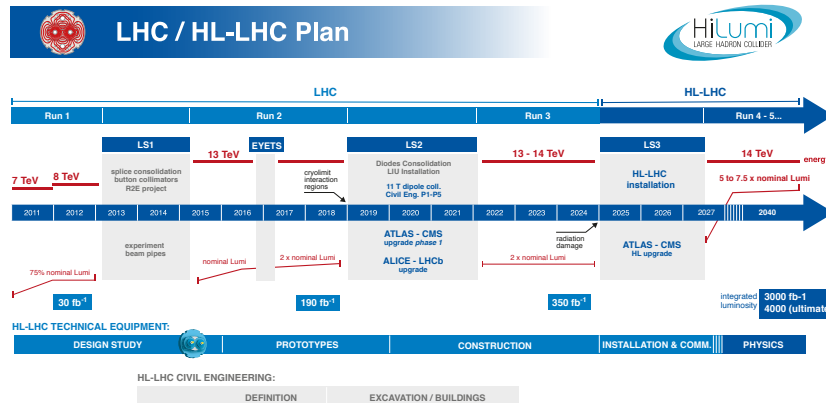 LHC / HL-LHC Plan
HiLumi
LARGE HADRON COLLIDER
LHC
HL-LHC
Run 1
Run 2
Run 3
Run 4 - 5...
LS1
EYETS
LS2
LS3
13 TeV
13 - 14 TeV
14 TeV
energy
7 TeV
8 TeV
splice consolidation
button collimators
R2E project
cryolimit
interaction
regions
Diodes Consolidation
LIU Installation
11 T dipole coll.
Civil Eng. P1-P5
HL-LHC
installation
5 to 7.5 x nominal Lumi
2011 2012 2013 2014 2015 2016 2017 2018 2019 2020 2021 2022 2023 2024 2025 2026 2027 2040
experiment
beam pipes
ATLAS - CMS
upgrade phase 1
ALICE - LHCb
upgrade
radiation
damage
ATLAS - CMS
HL upgrade
75% nominal Lumi
nominal Lumi
2 x nominal Lumi
2 x nominal Lumi
30 fb-1
190 fb-1
350 fb-1
integrated
luminosity
3000 fb-1
4000 (ultimate
HL-LHC TECHNICAL EQUIPMENT:
DESIGN STUDY
PROTOTYPES
CONSTRUCTION
INSTALLATION & COMM.
PHYSICS
HL-LHC CIVIL ENGINEERING:
DEFINITION
EXCAVATION / BUILDINGS